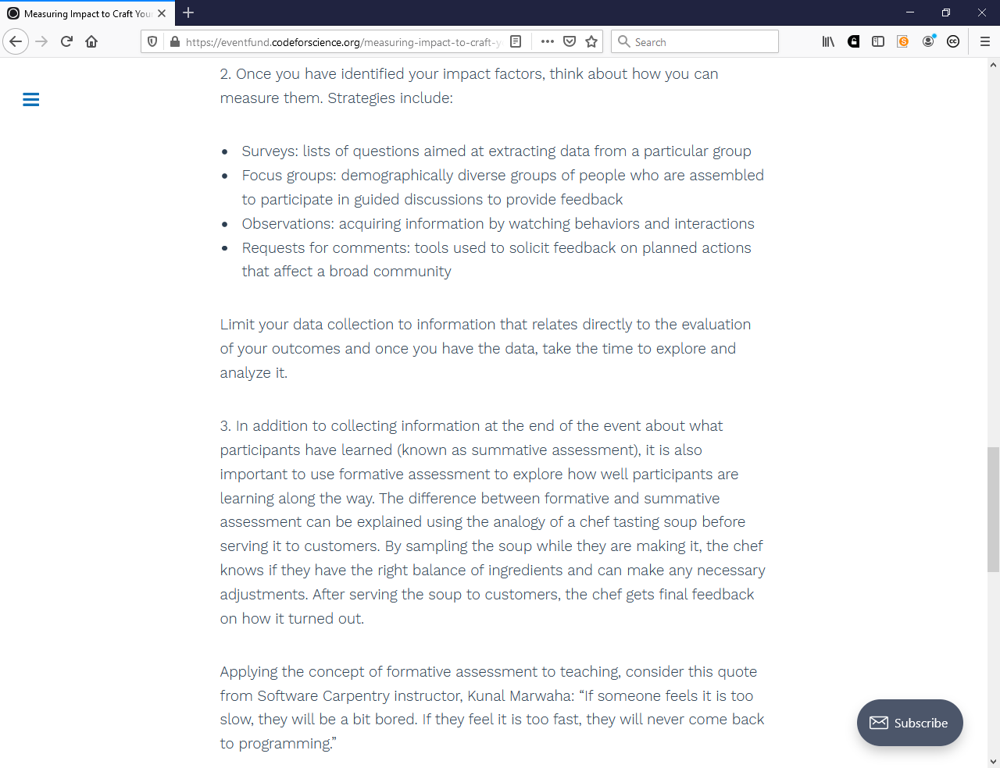 Measuring Impact to Craft You
https://eventfund.codeforscience.org/measuring-impact-to-craft-y
Search
2. Once you have identified your impact factors, think about how you can
measure them. Strategies include:
• Surveys: lists of questions aimed at extracting data from a particular group
• Focus groups: demographically diverse groups of people who are assembled
to participate in guided discussions to provide feedback
• Observations: acquiring information by watching behaviors and interactions
• Requests for comments: tools used to solicit feedback on planned actions
that affect a broad community
Limit your data collection to information that relates directly to the evaluation
of your outcomes and once you have the data, take the time to explore and
analyze it.
3. In addition to collecting information at the end of the event about what
participants have learned (known as summative assessment), it is also
important to use formative assessment to explore how well participants are
learning along the way. The difference between formative and summative
assessment can be explained using the analogy of a chef tasting soup before
serving it to customers. By sampling the soup while they are making it, the chef
knows if they have the right balance of ingredients and can make any necessary
adjustments. After serving the soup to customers, the chef gets final feedback
on how it turned out.
Applying the concept of formative assessment to teaching, consider this quote
from Software Carpentry instructor, Kunal Marwaha: “If someone feels it is too
slow, they will be a bit bored. If they feel it is too fast, they will never come back
to programming.”
Subscribe